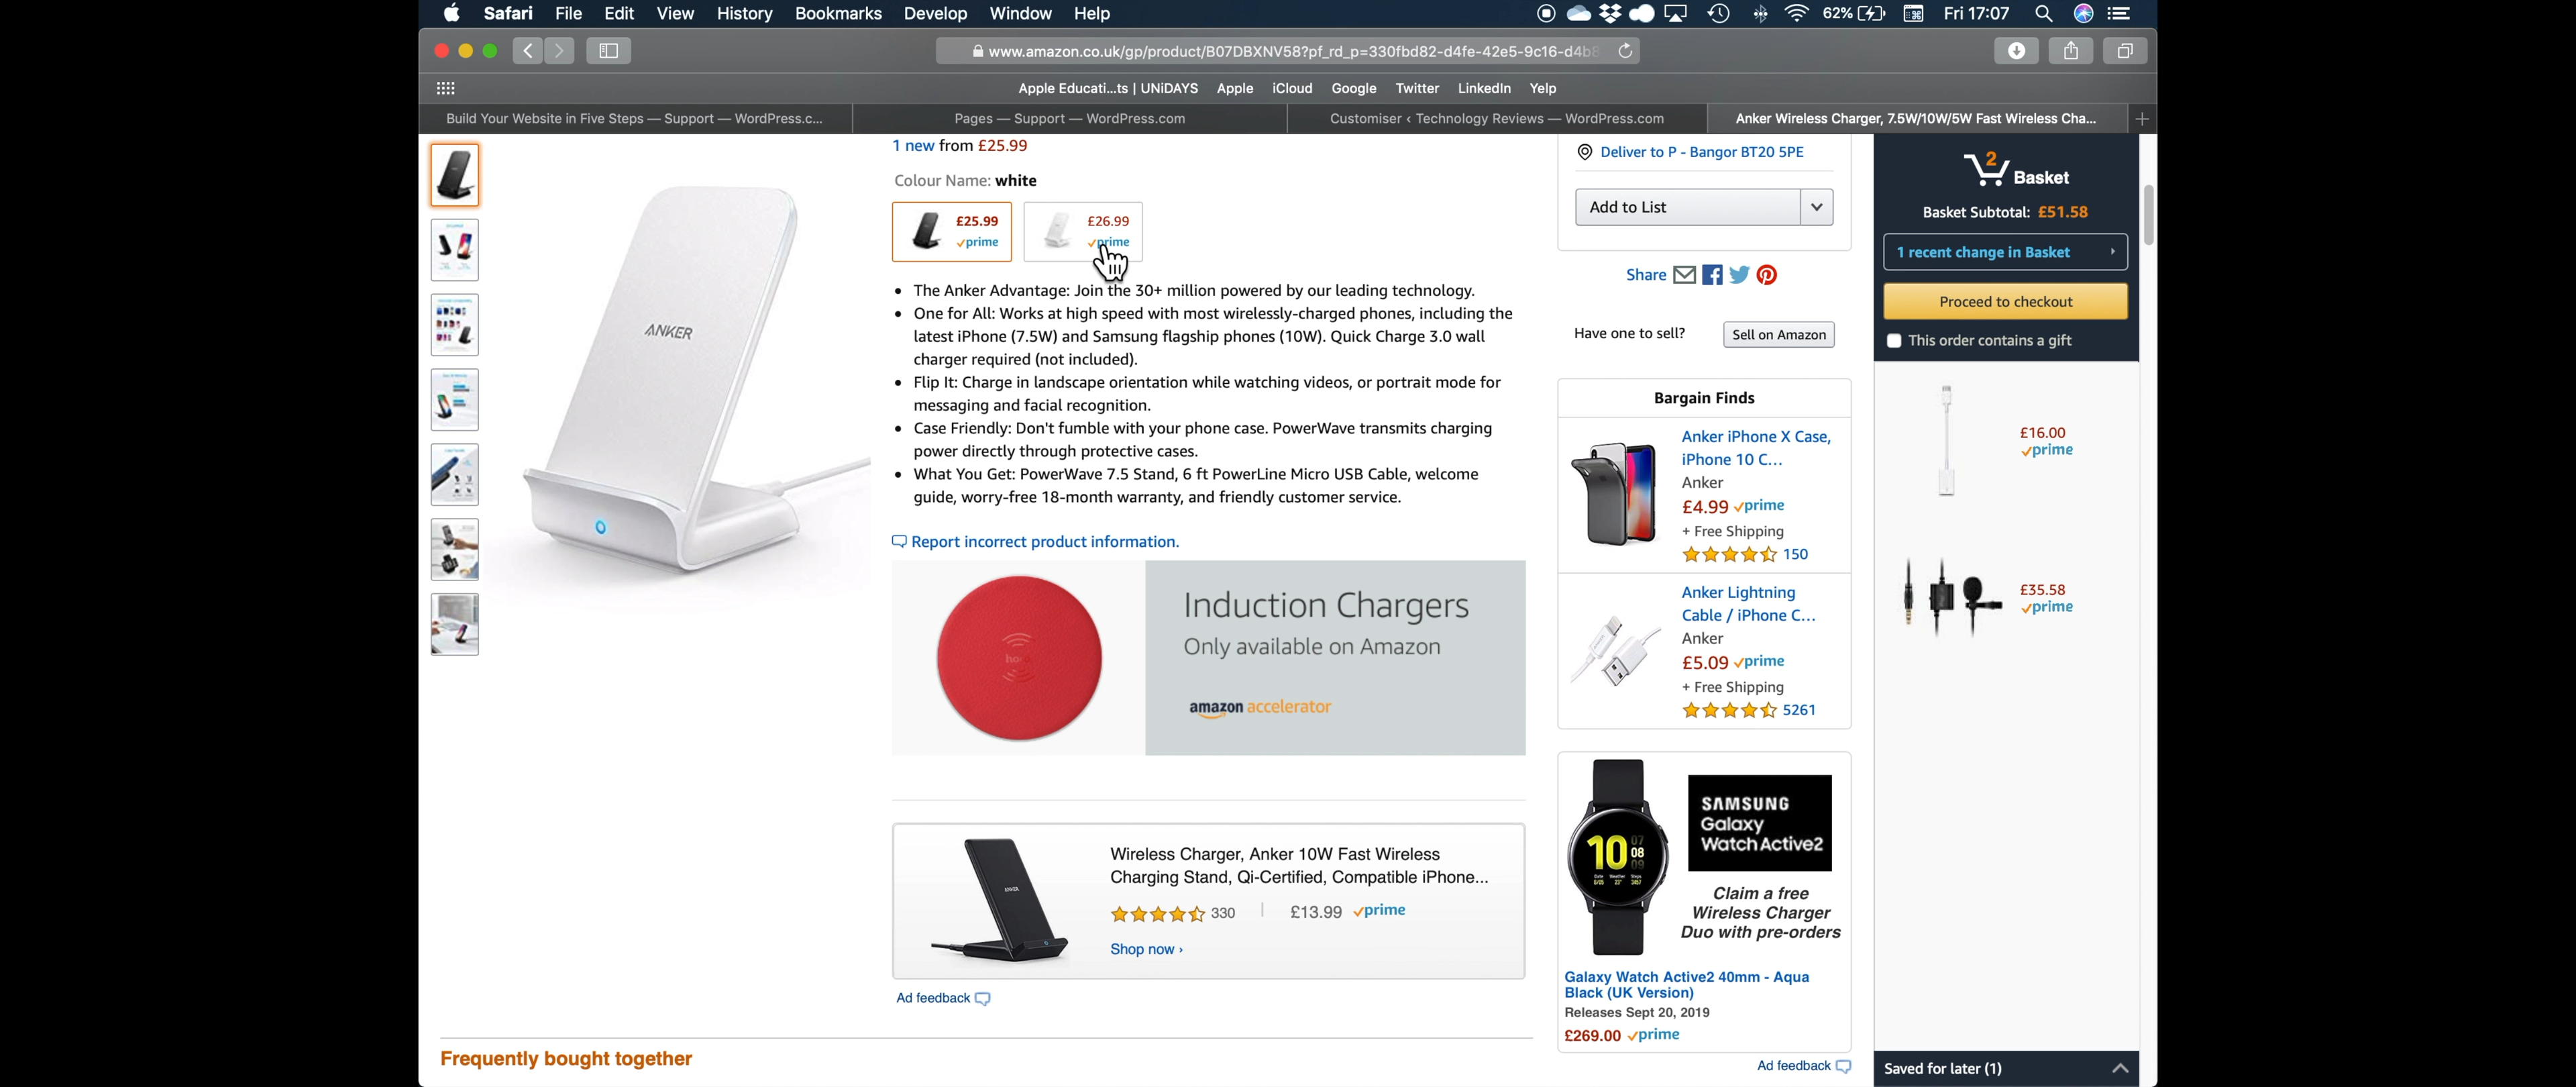 Safari File Edit View History Bookmarks Develop Window Help
62% Fri 17:07
www.amazon.co.uk/gp/product/B07DBXNV58?pf_rd_p=330fbd82-d4fe-42e5-9c16-d4b8
Apple Educati...ts | UNiDAYS Apple iCloud Google Twitter LinkedIn Yelp
Build Your Website in Five Steps — Support — WordPress.c...
Pages — Support — WordPress.com
Customiser ‹ Technology Reviews — WordPress.com
Anker Wireless Charger, 7.5W/10W/5W Fast Wireless Cha...
ANKER
1 new from £25.99
Colour Name: white
£25.99
prime
£26.99
prime
The Anker Advantage: Join the 30+ million powered by our leading technology.
One for All: Works at high speed with most wirelessly-charged phones, including the
latest iPhone (7.5W) and Samsung flagship phones (10W). Quick Charge 3.0 wall
charger required (not included).
Flip It: Charge in landscape orientation while watching videos, or portrait mode for
messaging and facial recognition.
Case Friendly: Don't fumble with your phone case. PowerWave transmits charging
power directly through protective cases.
What You Get: PowerWave 7.5 Stand, 6 ft PowerLine Micro USB Cable, welcome
guide, worry-free 18-month warranty, and friendly customer service.
Report incorrect product information.
Induction Chargers
Only available on Amazon
amazon accelerator
Wireless Charger, Anker 10W Fast Wireless
Charging Stand, Qi-Certified, Compatible iPhone...
330 | £13.99 prime
Shop now ›
ANKER
Ad feedback
Frequently bought together
Deliver to P - Bangor BT20 5PE
Add to List
Share
Have one to sell? Sell on Amazon
Bargain Finds
Anker iPhone X Case,
iPhone 10 C...
Anker
£4.99 prime
+ Free Shipping
150
Anker Lightning
Cable / iPhone C...
Anker
£5.09 prime
+ Free Shipping
5261
10 08
SAMSUNG
Galaxy
Watch Active2
Claim a free
Wireless Charger
Duo with pre-orders
Galaxy Watch Active2 40mm - Aqua
Black (UK Version)
Releases Sept 20, 2019
£269.00 prime
Ad feedback
2
Basket
Basket Subtotal: £51.58
1 recent change in Basket
Proceed to checkout
This order contains a gift
£16.00
prime
£35.58
prime
Saved for later (1)